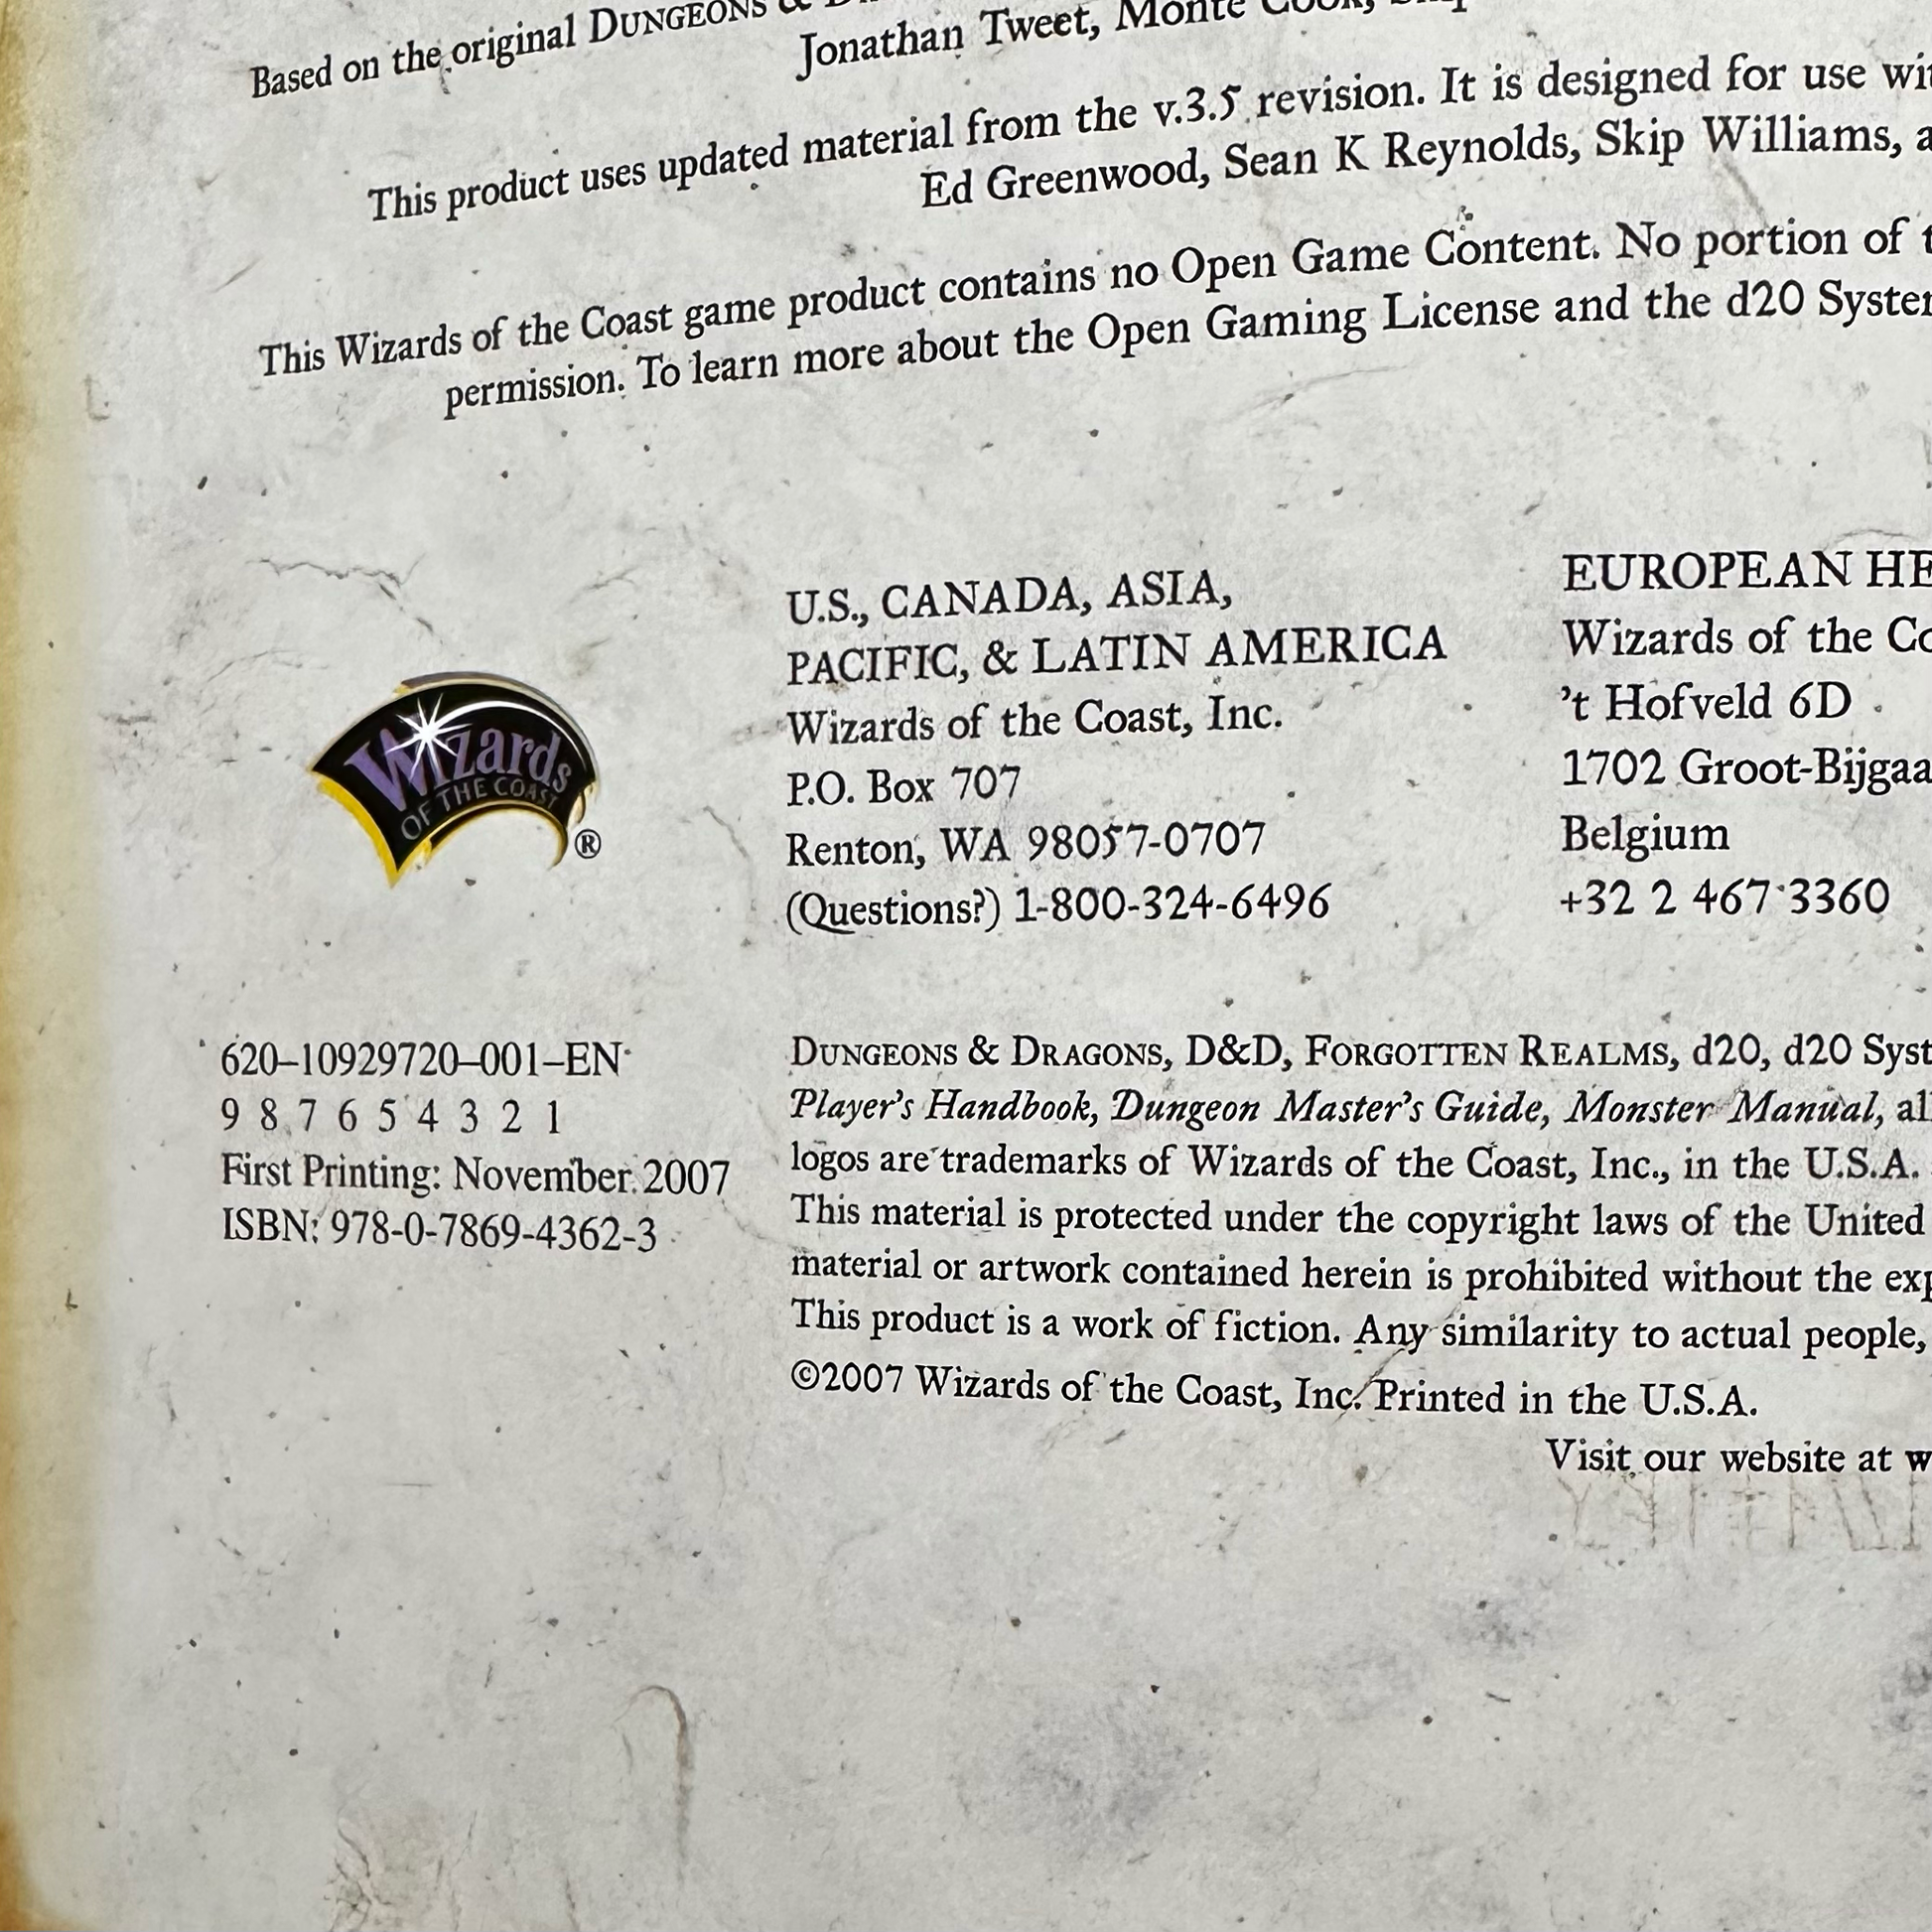 Based on the original DUNGEONS &
Jonathan Tweet, Monte Cook,
This product uses updated material from the v.3.5 revision. It is designed for use
Ed Greenwood, Sean K Reynolds, Skip Williams,
This Wizards of the Coast game product contains no Open Game Content. No portion of
permission. To learn more about the Open Gaming License and the d20
U.S., CANADA, ASIA,
PACIFIC, & LATIN AMERICA
Wizards of the Coast, Inc.
P.O. Box 707
Renton, WA 98057-0707
(Questions?) 1-800-324-6496
EUROPEAN
Wizards of the
't Hofveld 6D
1702
Belgium
+32 2 467 3360
Wizards
OF THE COAST
®
620–10929720–001–EN
9 8 7 6 5 4 3 2 1
First Printing: November 2007
ISBN: 978-0-7869-4362-3
DUNGEONS & DRAGONS, D&D, FORGOTTEN REALMS, d20, d20
Player's Handbook, Dungeon Master's Guide, Monster Manual,
logos are trademarks of Wizards of the Coast, Inc., in the U.S.A.
This material is protected under the copyright laws of the United
material or artwork contained herein is prohibited without the
This product is a work of fiction. Any similarity to actual people,
©2007 Wizards of the Coast, Inc. Printed in the U.S.A.
Visit our website at